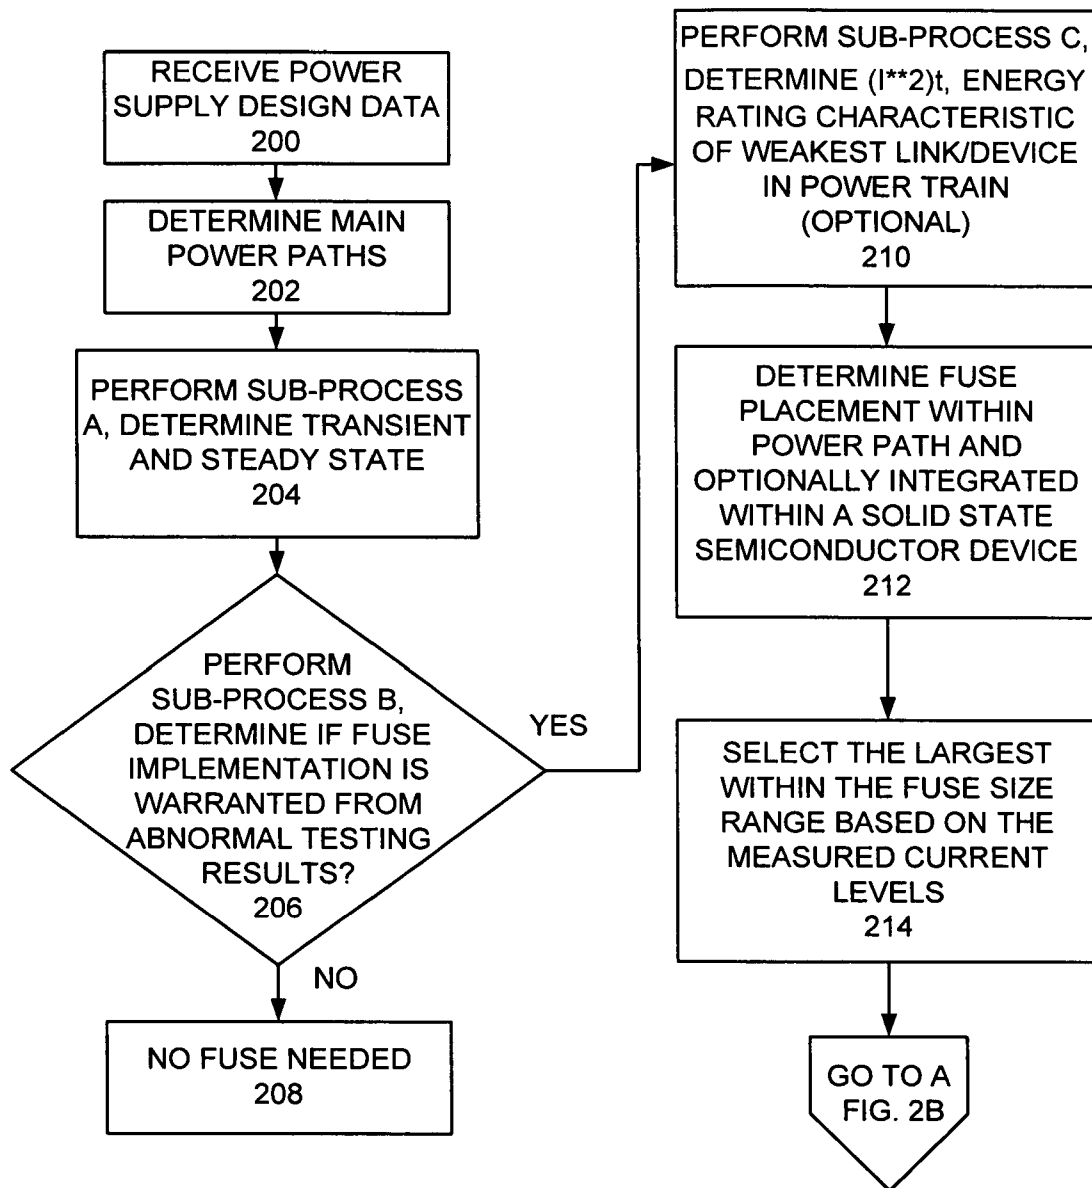 RECEIVE POWER
SUPPLY DESIGN DATA
200
DETERMINE MAIN
POWER PATHS
202
PERFORM SUB-PROCESS
A, DETERMINE TRANSIENT
AND STEADY STATE
204
PERFORM
SUB-PROCESS B,
DETERMINE IF FUSE
IMPLEMENTATION IS
WARRANTED FROM
ABNORMAL TESTING
RESULTS?
206
YES
NO
NO FUSE NEEDED
208
PERFORM SUB-PROCESS C,
DETERMINE (I**2)t, ENERGY
RATING CHARACTERISTIC
OF WEAKEST LINK/DEVICE
IN POWER TRAIN
(OPTIONAL)
210
DETERMINE FUSE
PLACEMENT WITHIN
POWER PATH AND
OPTIONALLY INTEGRATED
WITHIN A SOLID STATE
SEMICONDUCTOR DEVICE
212
SELECT THE LARGEST
WITHIN THE FUSE SIZE
RANGE BASED ON THE
MEASURED CURRENT
LEVELS
214
GO TO A
FIG. 2B